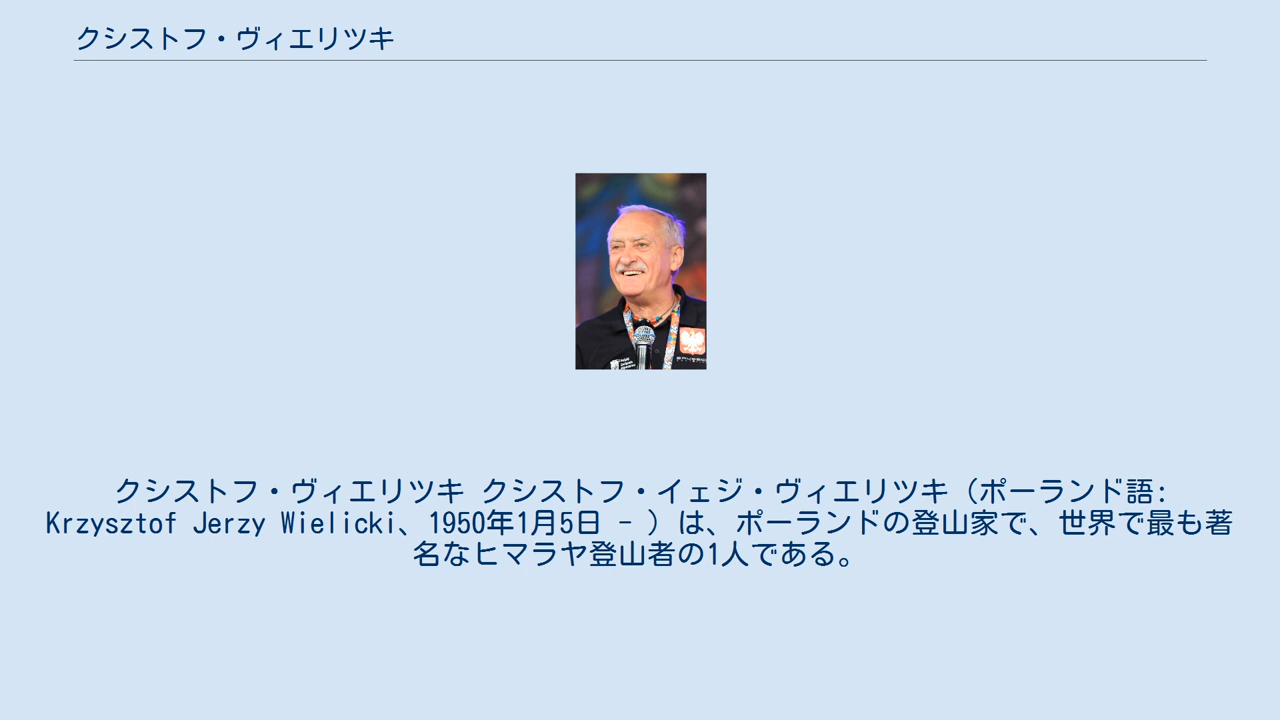 クシストフ・ヴィエリツキ
クシストフ・ヴィエリツキ クシストフ・イェジ・ヴィエリツキ（ポーランド語:
Krzysztof Jerzy Wielicki、1950年1月5日 - ）は、ポーランドの登山家で、世界で最も著
名なヒマラヤ登山者の1人である。